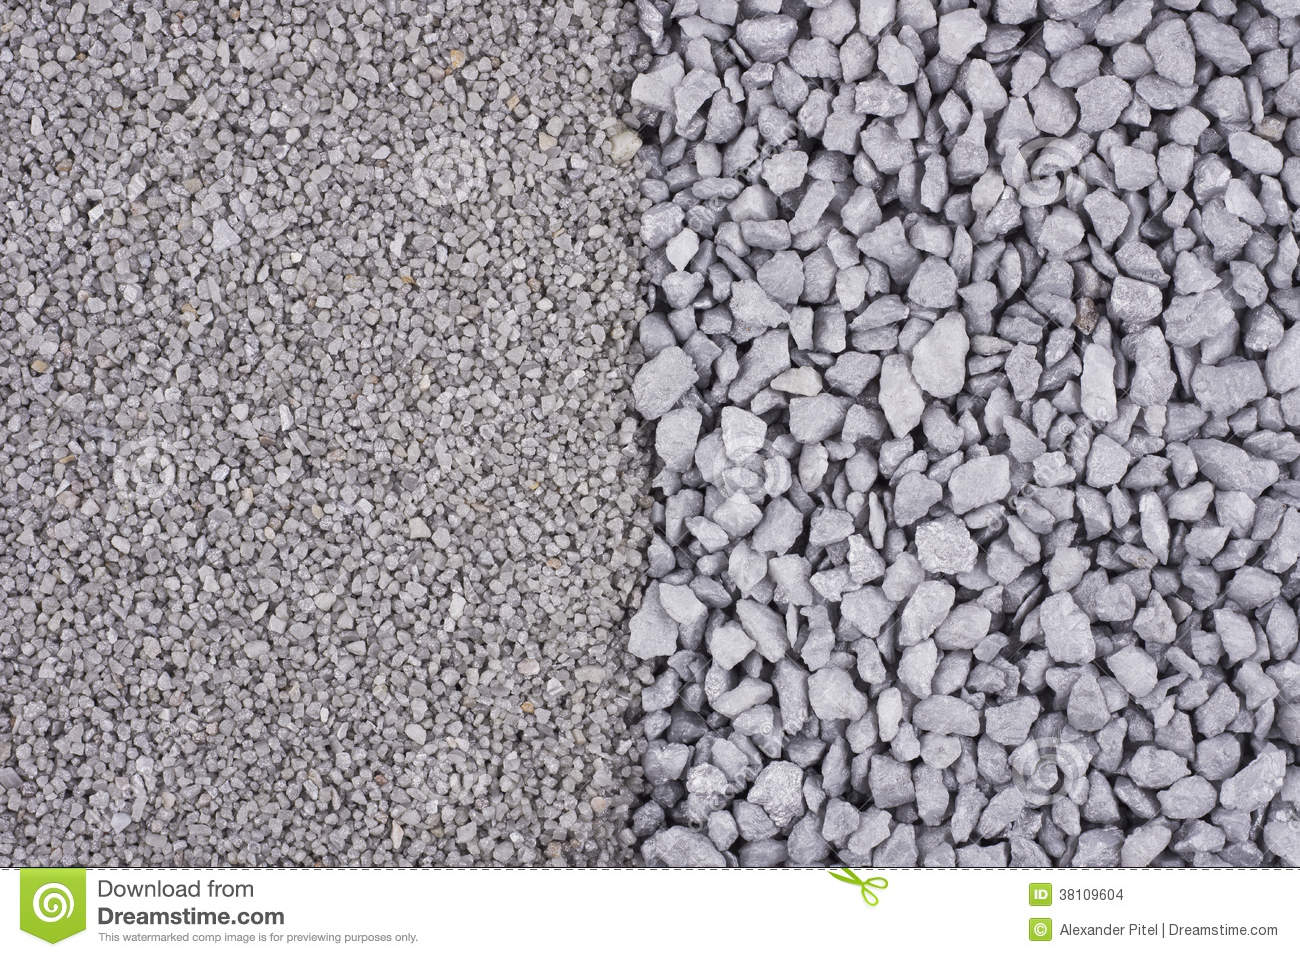 Download from
Dreamstime.com
This watermarked comp image is for previewing purposes only.
ID 38109604
© Alexander Pitel | Dreamstime.com